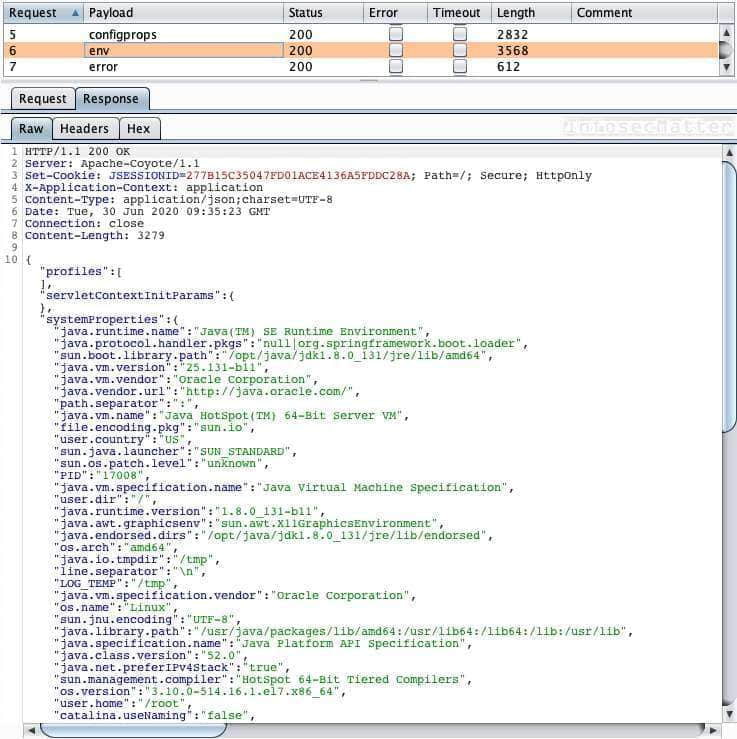 Request Payload Status Error Timeout Length Comment
5 configprops 200 2832
6 env 200 3568
7 error 200 612
Request Response
Raw Headers Hex infosecmatter
1 HTTP/1.1 200 OK
2 Server: Apache-Coyote/1.1
3 Set-Cookie: JSESSIONID=277B15C35047FD01ACE4136A5FDDC28A; Path=/; Secure; HttpOnly
4 X-Application-Context: application
5 Content-Type: application/json;charset=UTF-8
6 Date: Tue, 30 Jun 2020 09:35:23 GMT
7 Connection: close
8 Content-Length: 3279
9
10 {
"profiles":[
],
"servletContextInitParams":{
},
"systemProperties":{
"java.runtime.name":"Java(TM) SE Runtime Environment",
"java.protocol.handler.pkgs":"null|org.springframework.boot.loader",
"sun.boot.library.path":"/opt/java/jdk1.8.0_131/jre/lib/amd64",
"java.vm.version":"25.131-b11",
"java.vm.vendor":"Oracle Corporation",
"java.vendor.url":"http://java.oracle.com/",
"path.separator":":",
"java.vm.name":"Java HotSpot(TM) 64-Bit Server VM",
"file.encoding.pkg":"sun.io",
"user.country":"US",
"sun.java.launcher":"SUN_STANDARD",
"sun.os.patch.level":"unknown",
"PID":"17008",
"java.vm.specification.name":"Java Virtual Machine Specification",
"user.dir":"/",
"java.runtime.version":"1.8.0_131-b11",
"java.awt.graphicsenv":"sun.awt.X11GraphicsEnvironment",
"java.endorsed.dirs":"/opt/java/jdk1.8.0_131/jre/lib/endorsed",
"os.arch":"amd64",
"java.io.tmpdir":"/tmp",
"line.separator":"\n",
"LOG_TEMP":"/tmp",
"java.vm.specification.vendor":"Oracle Corporation",
"os.name":"Linux",
"sun.jnu.encoding":"UTF-8",
"java.library.path":"/usr/java/packages/lib/amd64:/usr/lib64:/lib64:/lib:/usr/lib",
"java.specification.name":"Java Platform API Specification",
"java.class.version":"52.0",
"java.net.preferIPv4Stack":"true",
"sun.management.compiler":"HotSpot 64-Bit Tiered Compilers",
"os.version":"3.10.0-514.16.1.el7.x86_64",
"user.home":"/root",
"catalina.useNaming":"false",